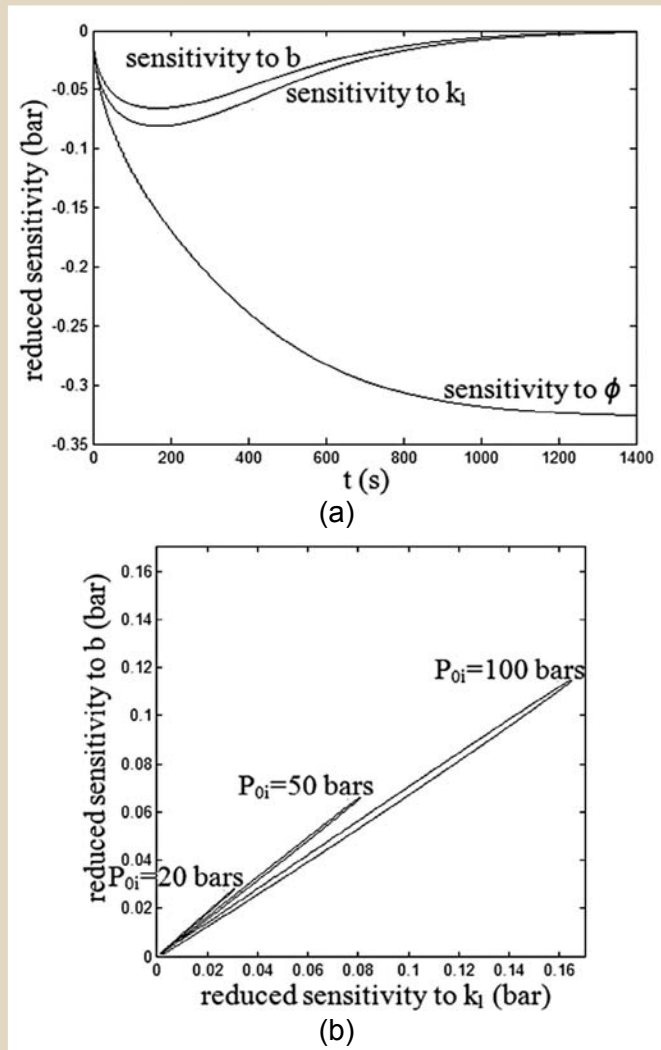 0
-0.05
-0.1
-0.15
-0.2
-0.25
-0.3
-0.35
reduced sensitivity (bar)
sensitivity to b
sensitivity to kl
sensitivity to ϕ
0 200 400 600 800 1000 1200 1400
t (s)
(a)
0.16
0.14
0.12
0.1
0.08
0.06
0.04
0.02
0
reduced sensitivity to b (bar)
P0i=100 bars
P0i=50 bars
P0i=20 bars
0 0.02 0.04 0.06 0.08 0.1 0.12 0.14 0.16
reduced sensitivity to kl (bar)
(b)